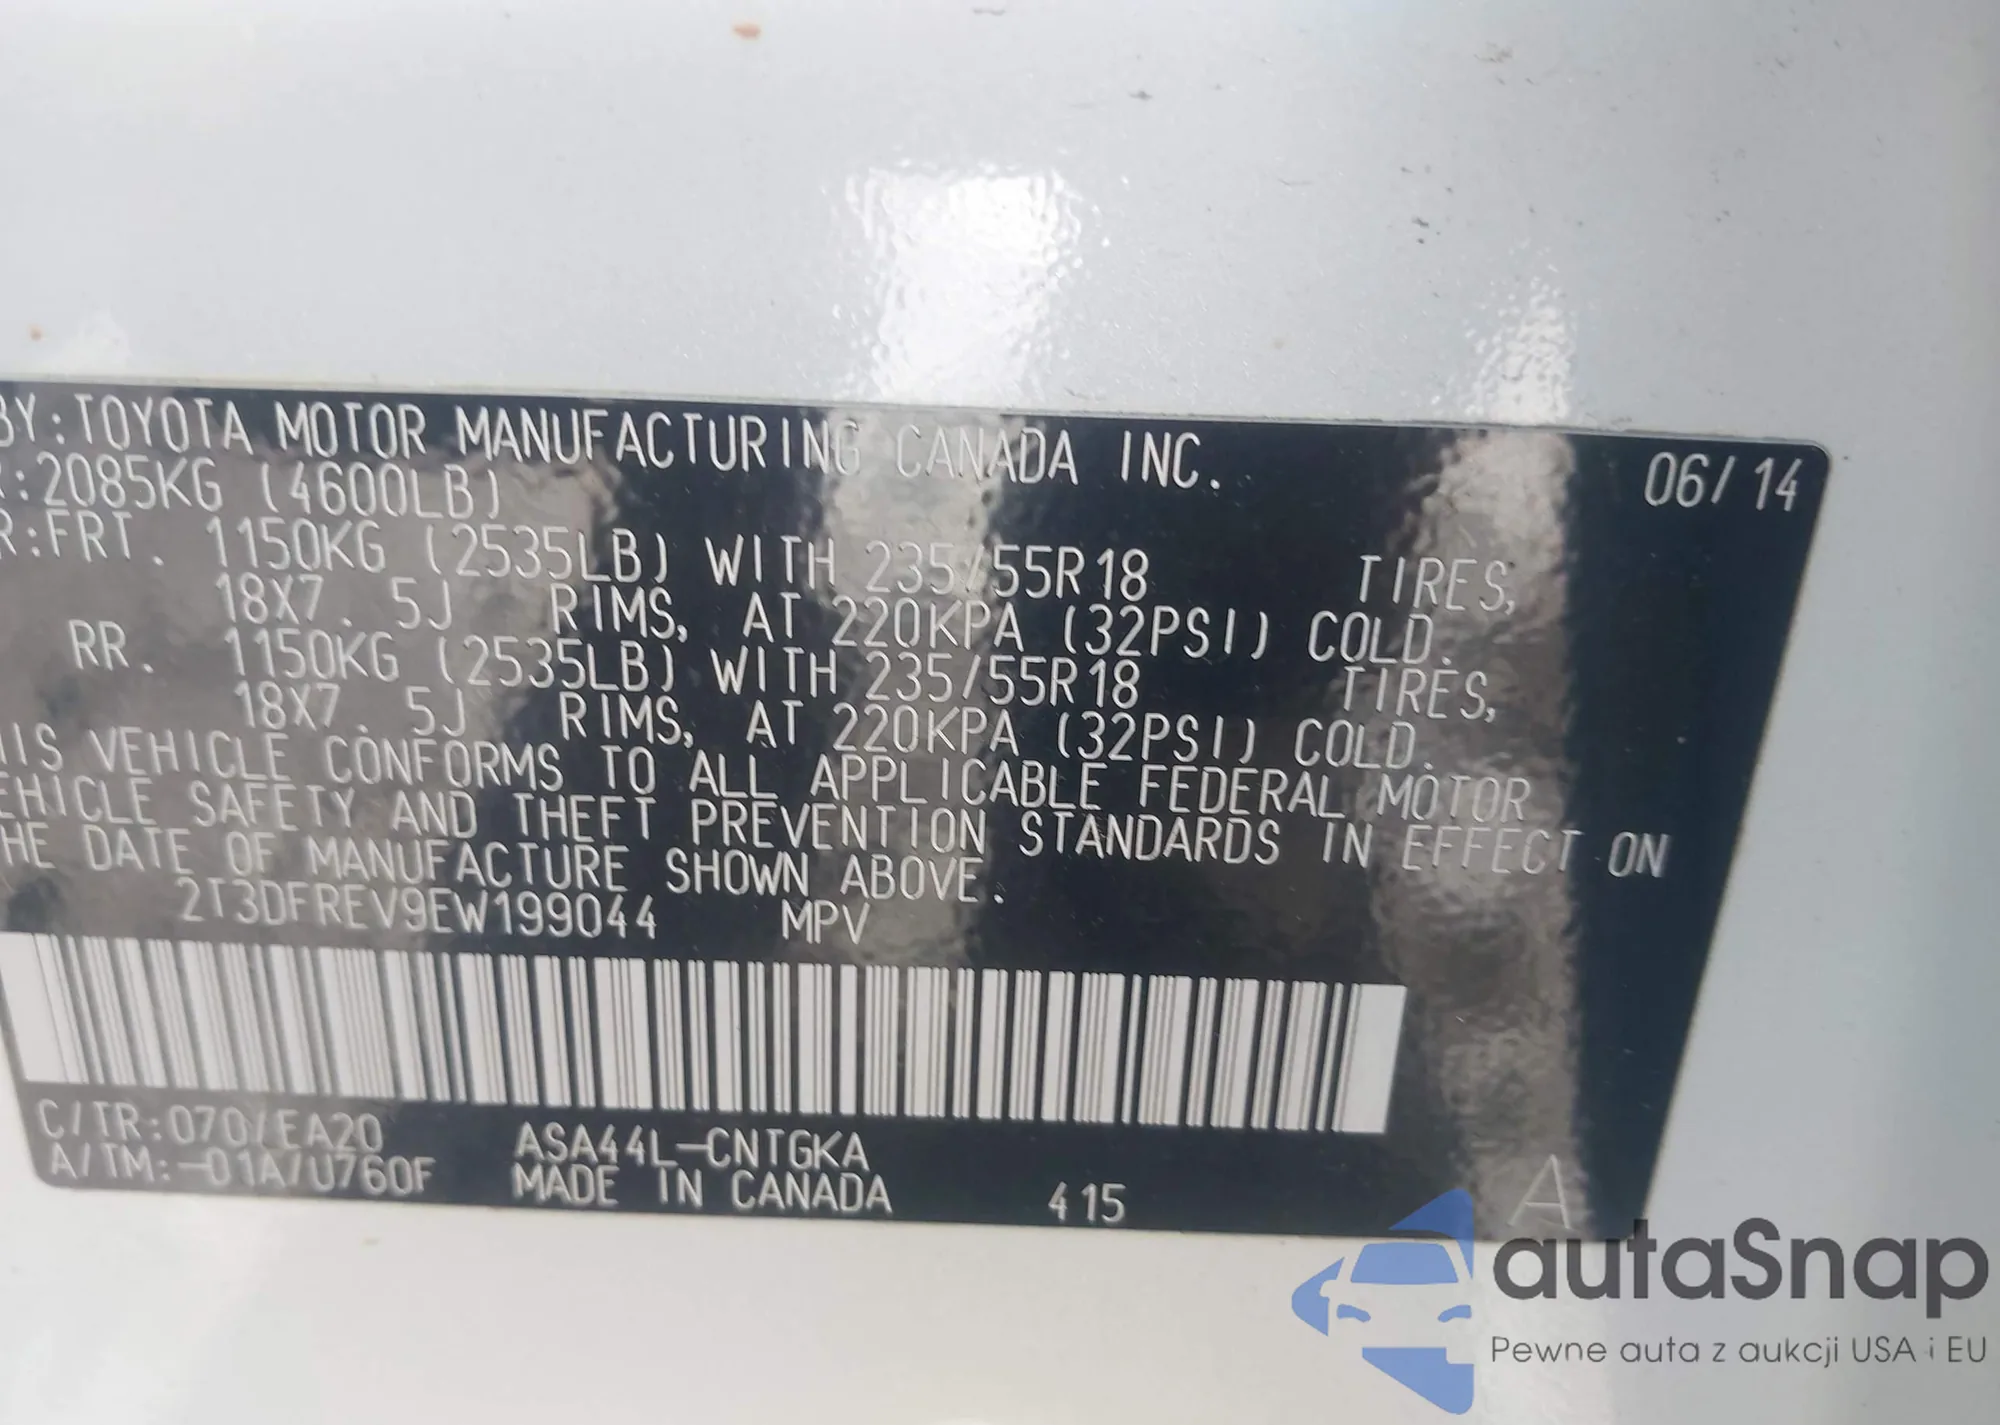 BY:TOYOTA MOTOR MANUFACTURING CANADA INC. 06/14
R:2085KG (4600LB)
R:FRT. 1150KG (2535LB) WITH 235/55R18 TIRES,
18X7.5J RIMS, AT 220KPA (32PSI) COLD.
RR. 1150KG (2535LB) WITH 235/55R18 TIRES,
18X7.5J RIMS, AT 220KPA (32PSI) COLD.
HIS VEHICLE CONFORMS TO ALL APPLICABLE FEDERAL MOTOR
EHICLE SAFETY AND THEFT PREVENTION STANDARDS IN EFFECT ON
HE DATE OF MANUFACTURE SHOWN ABOVE.
2T3DFREV9EW199044 MPV
C/TR:070/EA20 ASA44L-CNTGKA
A/TM:-01A/U760F MADE IN CANADA 415 A
autaSnap
Pewne auta z aukcji USA i EU